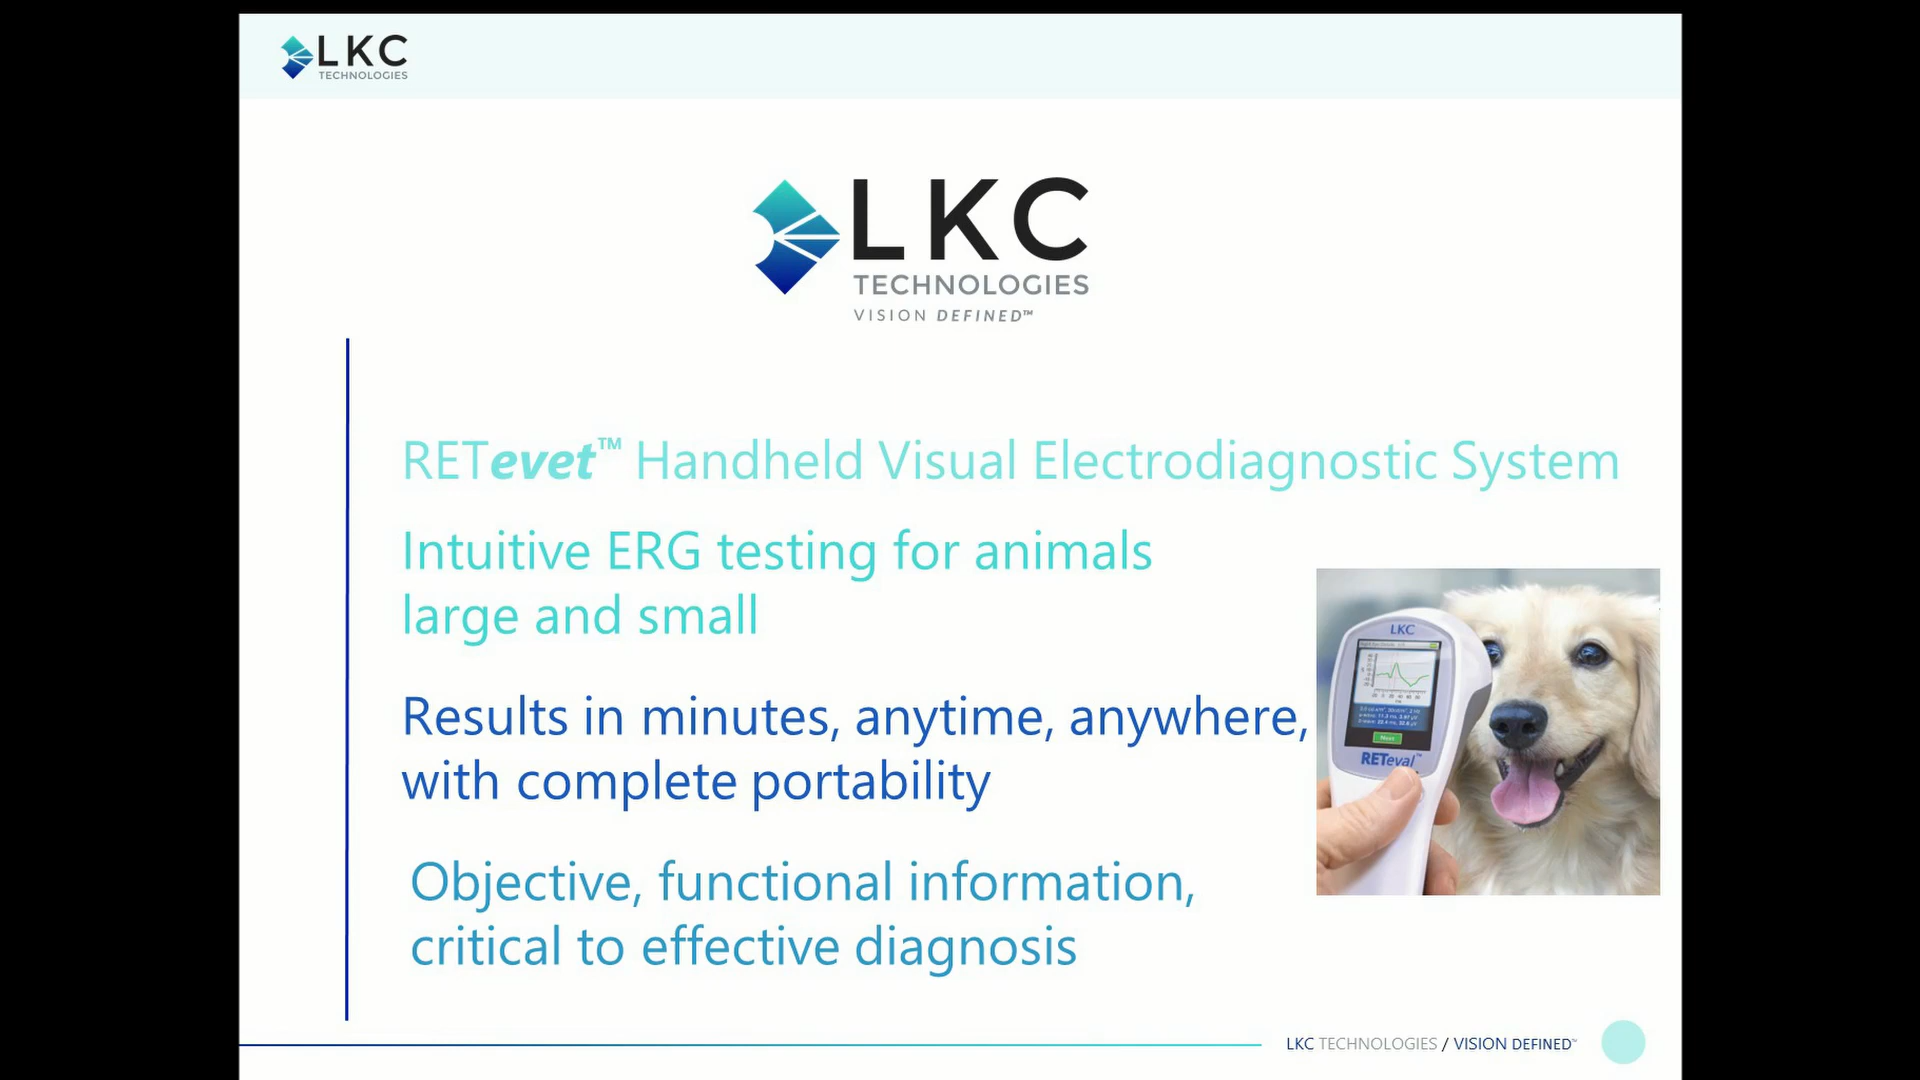 LKC
TECHNOLOGIES
LKC
TECHNOLOGIES
VISION DEFINED™
RETevet™ Handheld Visual Electrodiagnostic System
Intuitive ERG testing for animals
large and small
Results in minutes, anytime, anywhere,
with complete portability
Objective, functional information,
critical to effective diagnosis
LKC
Next
RETeval™
LKC TECHNOLOGIES / VISION DEFINED™